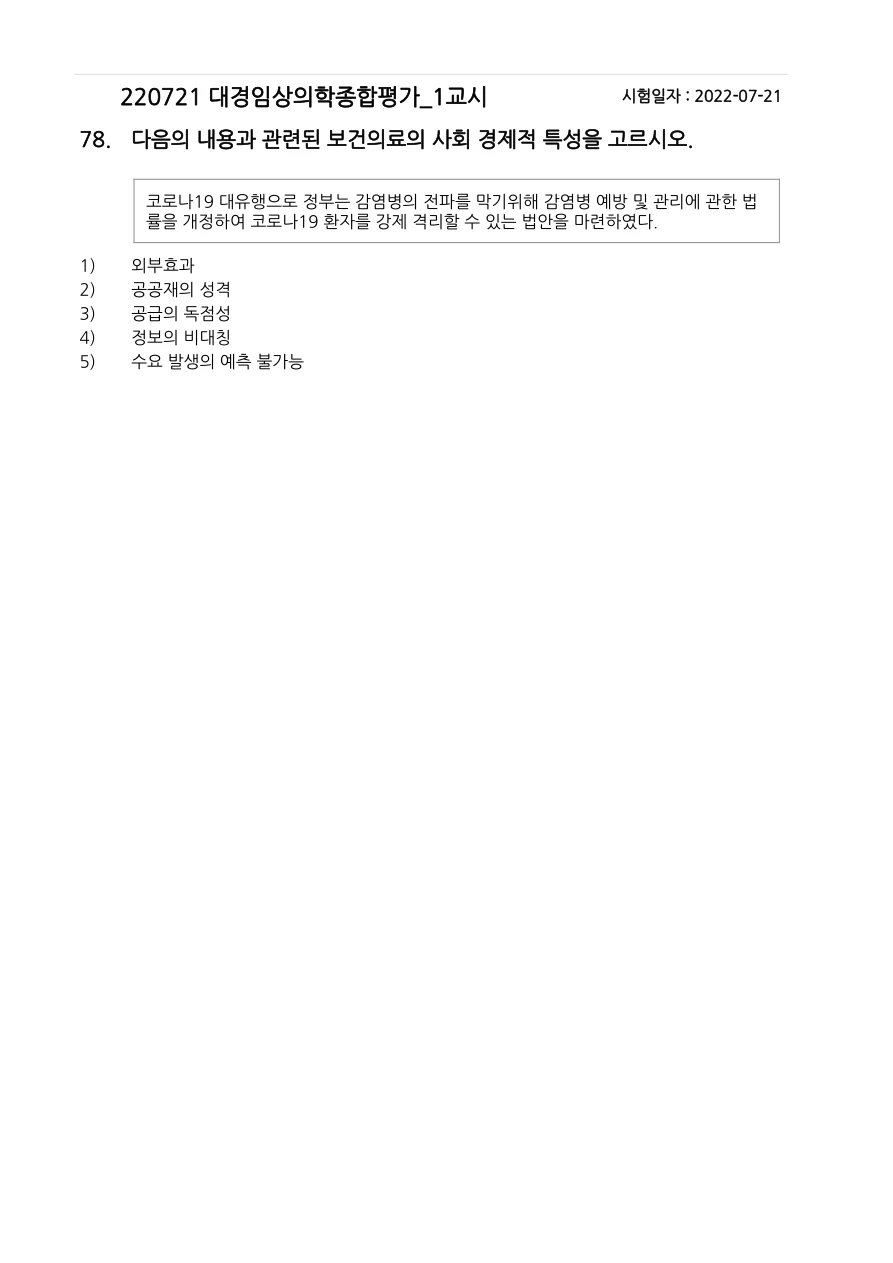 220721 대경임상의학종합평가_1교시 시험일자 : 2022-07-21
78. 다음의 내용과 관련된 보건의료의 사회 경제적 특성을 고르시오.
코로나19 대유행으로 정부는 감염병의 전파를 막기위해 감염병 예방 및 관리에 관한 법
률을 개정하여 코로나19 환자를 강제 격리할 수 있는 법안을 마련하였다.
1) 외부효과
2) 공공재의 성격
3) 공급의 독점성
4) 정보의 비대칭
5) 수요 발생의 예측 불가능